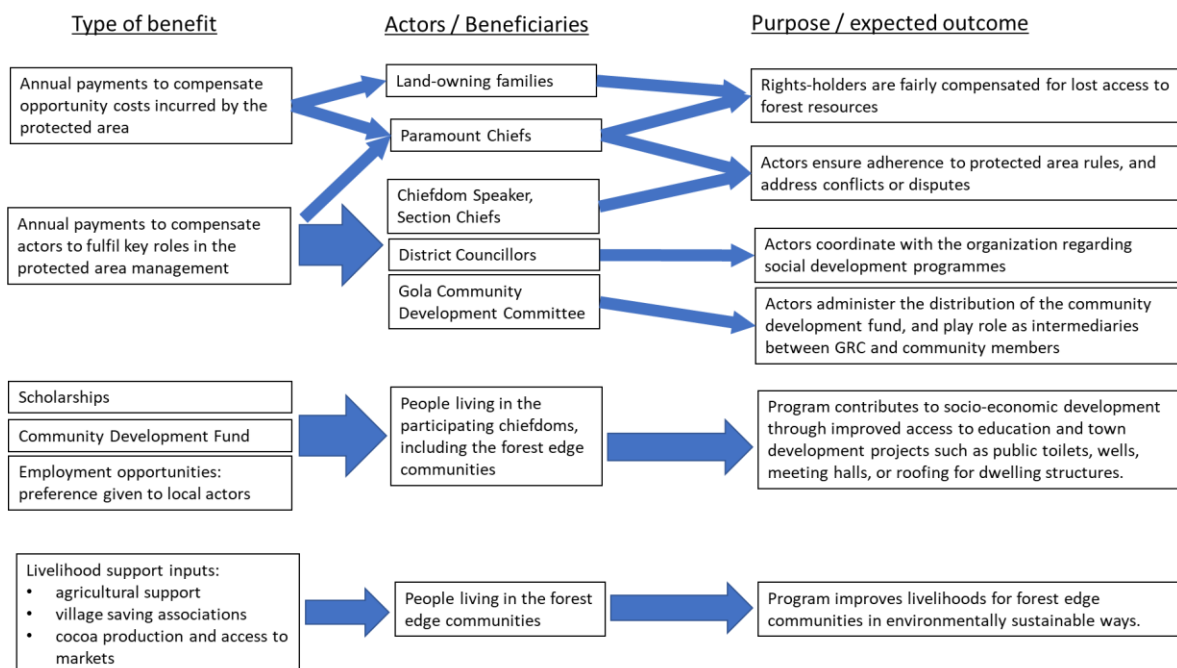 Type of benefit
Actors / Beneficiaries
Purpose / expected outcome
Annual payments to compensate
opportunity costs incurred by the
protected area
Land-owning families
Paramount Chiefs
Rights-holders are fairly compensated for lost access to
forest resources
Actors ensure adherence to protected area rules, and
address conflicts or disputes
Annual payments to compensate
actors to fulfil key roles in the
protected area management
Chiefdom Speaker,
Section Chiefs
District Councillors
Gola Community
Development Committee
Actors coordinate with the organization regarding
social development programmes
Actors administer the distribution of the community
development fund, and play role as intermediaries
between GRC and community members
Scholarships
Community Development Fund
Employment opportunities:
preference given to local actors
People living in the
participating chiefdoms,
including the forest edge
communities
Program contributes to socio-economic development
through improved access to education and town
development projects such as public toilets, wells,
meeting halls, or roofing for dwelling structures.
Livelihood support inputs:
• agricultural support
• village saving associations
• cocoa production and access to
markets
People living in the forest
edge communities
Program improves livelihoods for forest edge
communities in environmentally sustainable ways.